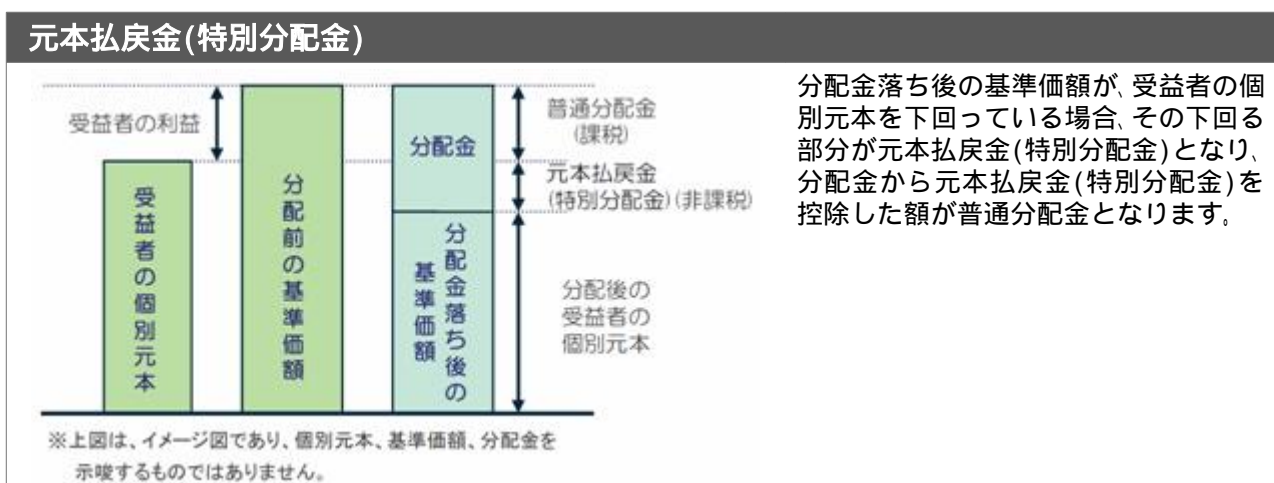 元本払戻金(特別分配金)
受益者の利益
受益者の個別元本
分配前の基準価額
分配金
分配金落ち後の
基準価額
普通分配金
(課税)
元本払戻金
(特別分配金)(非課税)
分配後の
受益者の
個別元本
※上図は、イメージ図であり、個別元本、基準価額、分配金を
示唆するものではありません。
分配金落ち後の基準価額が、受益者の個
別元本を下回っている場合、その下回る
部分が元本払戻金(特別分配金)となり、
分配金から元本払戻金(特別分配金)を
控除した額が普通分配金となります。